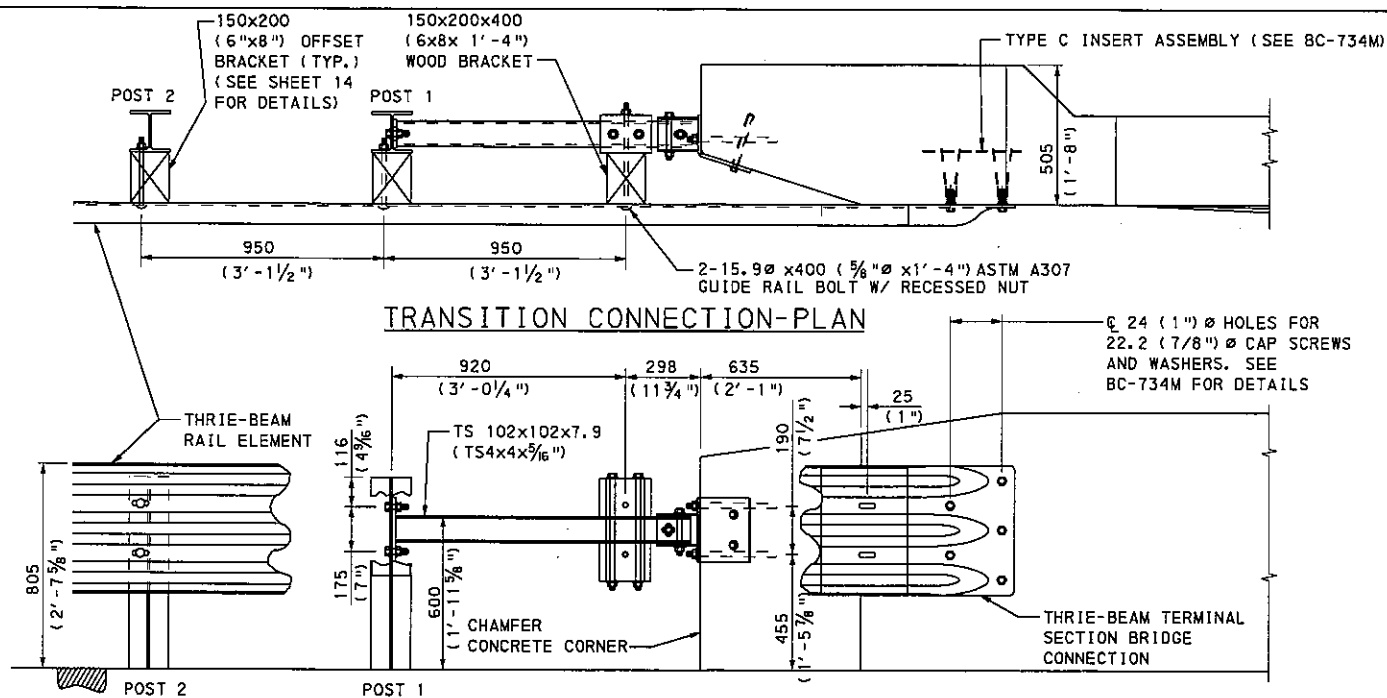 150x200
(6"x8") OFFSET
BRACKET (TYP.)
(SEE SHEET 14
FOR DETAILS)
150x200x400
(6x8x 1'-4")
WOOD BRACKET
TYPE C INSERT ASSEMBLY (SEE BC-734M)
POST 2
POST 1
505
(1'-8")
950
(3'-1½")
950
(3'-1½")
2-15.9ø x400 (⅝"ø x1'-4") ASTM A307
GUIDE RAIL BOLT W/ RECESSED NUT
TRANSITION CONNECTION-PLAN
℄ 24 (1") ø HOLES FOR
22.2 (7/8") ø CAP SCREWS
AND WASHERS. SEE
BC-734M FOR DETAILS
920
(3'-0¼")
298
(11¾")
635
(2'-1")
25
(1")
THRIE-BEAM
RAIL ELEMENT
TS 102x102x7.9
(TS4x4x5/16")
116
(4 9/16")
190
(7½")
805
(2'-7⅝")
175
(7")
600
(1'-11⅝")
455
(1'-5⅞")
CHAMFER
CONCRETE CORNER
THRIE-BEAM TERMINAL
SECTION BRIDGE
CONNECTION
POST 2
POST 1